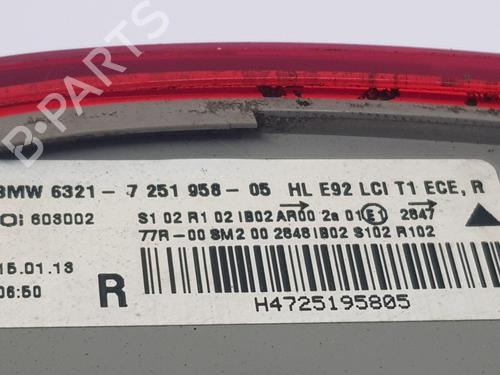 B-PARTS
BMW 6321- 7 251 958-05 HL E92 LCI T1 ECE, R
603002
S1 02 R1 02 IB02 AR00 2a 01 E1 2847
77R-00 SM2 00 2848 IB02 S102 R102
15.01.13
06:50
R
H4725195805